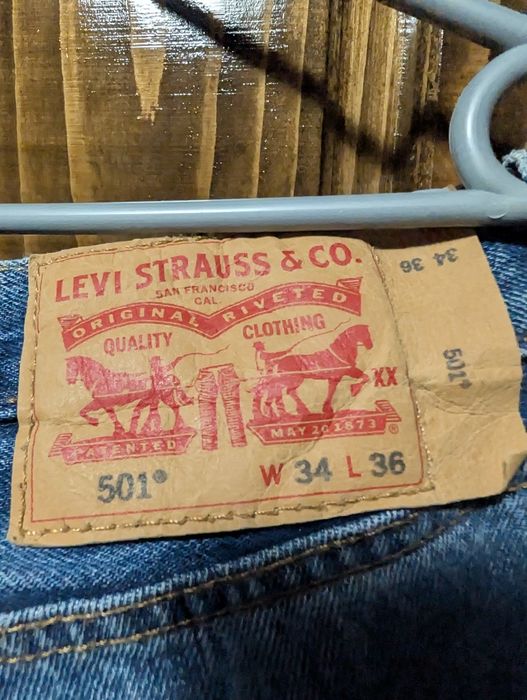 LEVI STRAUSS & CO.
SAN FRANCISCO
CAL.
ORIGINAL RIVETED
QUALITY CLOTHING
XX
PATENTED MAY 20 1873 ®
501® W 34 L 36
34 36
501®